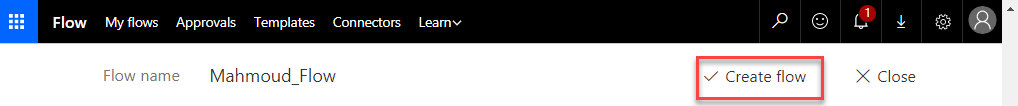 Flow My flows Approvals Templates Connectors Learn 1
Flow name Mahmoud_Flow Create flow Close